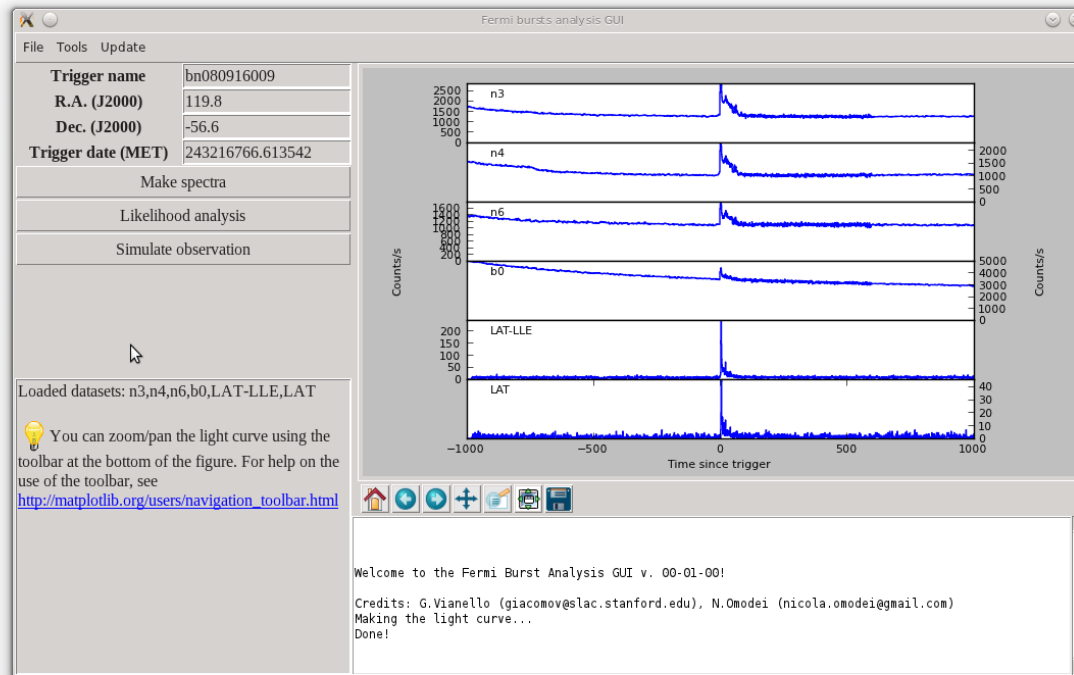 Fermi bursts analysis GUI
File Tools Update
Trigger name bn080916009
R.A. (J2000) 119.8
Dec. (J2000) -56.6
Trigger date (MET) 243216766.613542
Make spectra
Likelihood analysis
Simulate observation
Loaded datasets: n3,n4,n6,b0,LAT-LLE,LAT
You can zoom/pan the light curve using the
toolbar at the bottom of the figure. For help on the
use of the toolbar, see
http://matplotlib.org/users/navigation_toolbar.html
Counts/s
n3
2500
2000
1500
1000
500
0
n4
2000
1500
1000
500
0
n6
1600
1400
1200
1000
800
600
400
200
0
b0
5000
4000
3000
2000
1000
0
LAT-LLE
200
150
100
50
0
LAT
40
30
20
10
0
Counts/s
−1000 −500 0 500 1000
Time since trigger
Welcome to the Fermi Burst Analysis GUI v. 00-01-00!
Credits: G.Vianello (giacomov@slac.stanford.edu), N.Omodei (nicola.omodei@gmail.com)
Making the light curve...
Done!